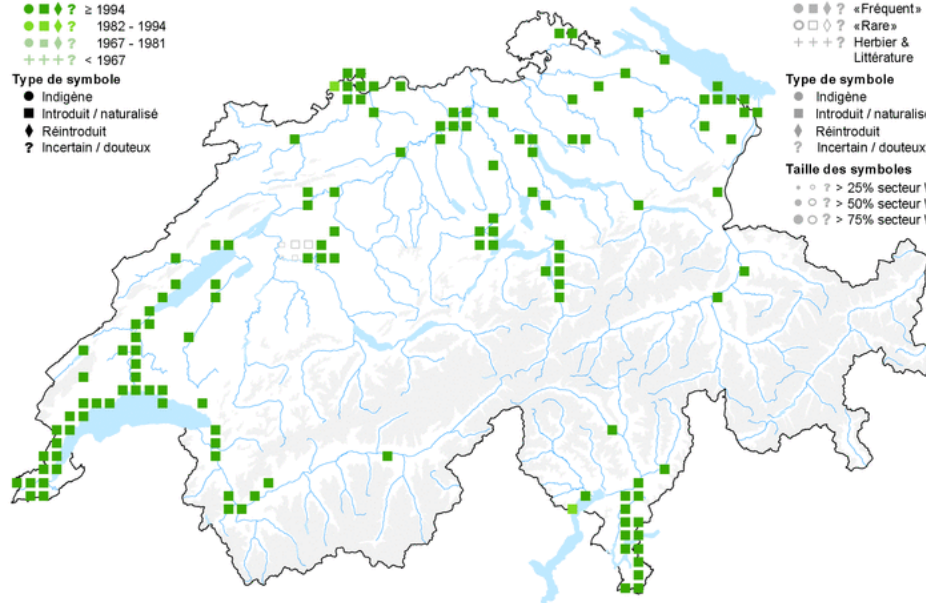 ≥ 1994
1982 - 1994
1967 - 1981
< 1967
Type de symbole
Indigène
Introduit / naturalisé
Réintroduit
? Incertain / douteux
«Fréquent»
«Rare»
Herbier &
Littérature
Type de symbole
Indigène
Introduit / naturalisé
Réintroduit
? Incertain / douteux
Taille des symboles
? > 25% secteur
? > 50% secteur
? > 75% secteur